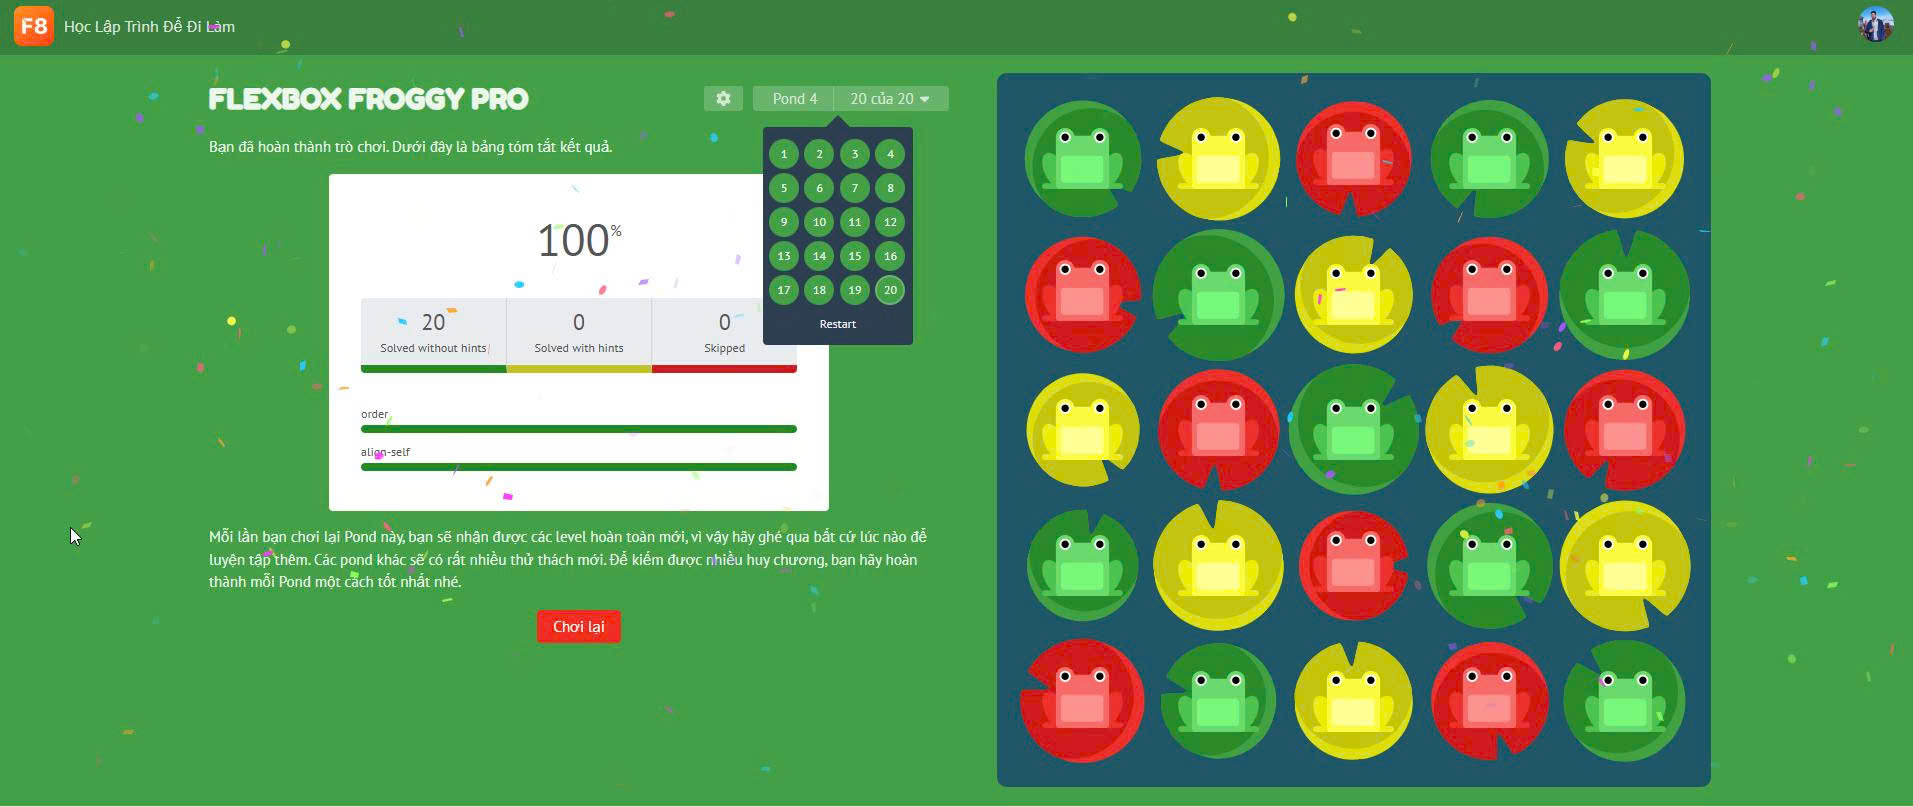 F8 Học Lập Trình Để Đi Làm
FLEXBOX FROGGY PRO
Pond 4 20 của 20
Bạn đã hoàn thành trò chơi. Dưới đây là bảng tóm tắt kết quả.
1 2 3 4
5 6 7 8
9 10 11 12
13 14 15 16
17 18 19 20
Restart
100%
20 0 0
Solved without hints Solved with hints Skipped
order
align-self
Mỗi lần bạn chơi lại Pond này, bạn sẽ nhận được các level hoàn toàn mới, vì vậy hãy ghé qua bất cứ lúc nào để
luyện tập thêm. Các pond khác sẽ có rất nhiều thử thách mới. Để kiếm được nhiều huy chương, bạn hãy hoàn
thành mỗi Pond một cách tốt nhất nhé.
Chơi lại